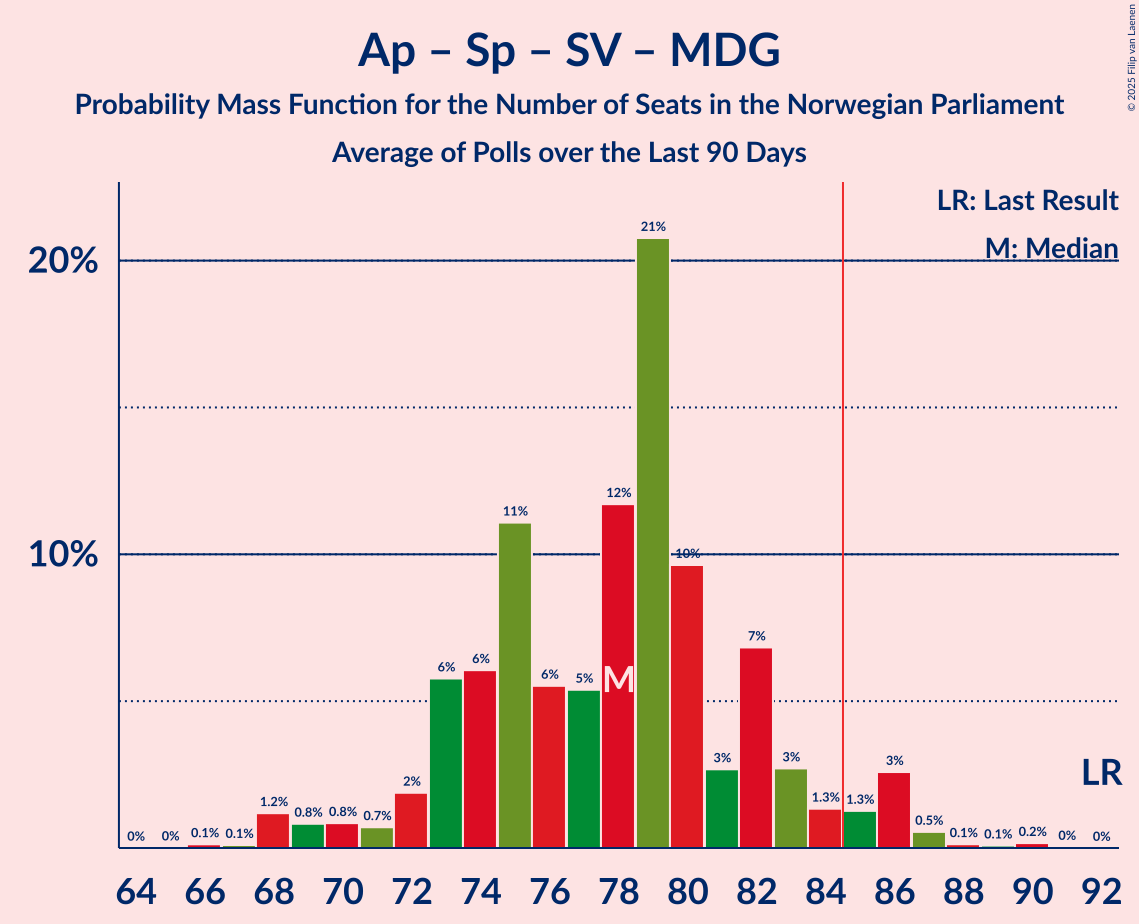 Ap – Sp – SV – MDG
Probability Mass Function for the Number of Seats in the Norwegian Parliament
Average of Polls over the Last 90 Days
© 2025 Filip van Laenen
LR: Last Result
M: Median
20%
10%
0% 0% 0.1% 0.1% 1.2% 0.8% 0.8% 0.7% 2% 6% 6% 11% 6% 5% 12% 21% 10% 3% 7% 3% 1.3% 1.3% 3% 0.5% 0.1% 0.1% 0.2% 0% 0%
M
LR
64 66 68 70 72 74 76 78 80 82 84 86 88 90 92